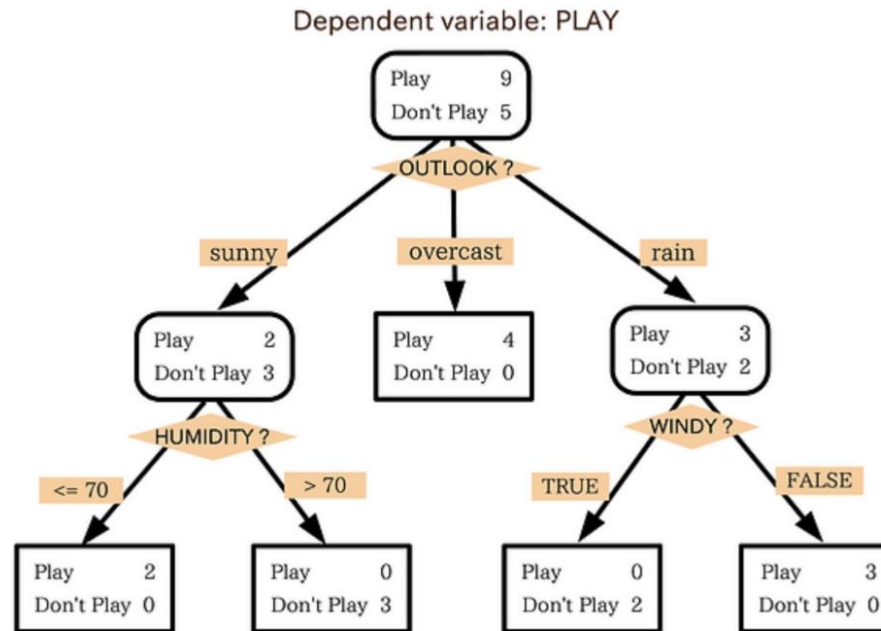 Dependent variable: PLAY
Play 9
Don't Play 5
OUTLOOK ?
sunny
overcast
rain
Play 2
Don't Play 3
Play 4
Don't Play 0
Play 3
Don't Play 2
HUMIDITY ?
WINDY ?
<= 70
> 70
TRUE
FALSE
Play 2
Don't Play 0
Play 0
Don't Play 3
Play 0
Don't Play 2
Play 3
Don't Play 0